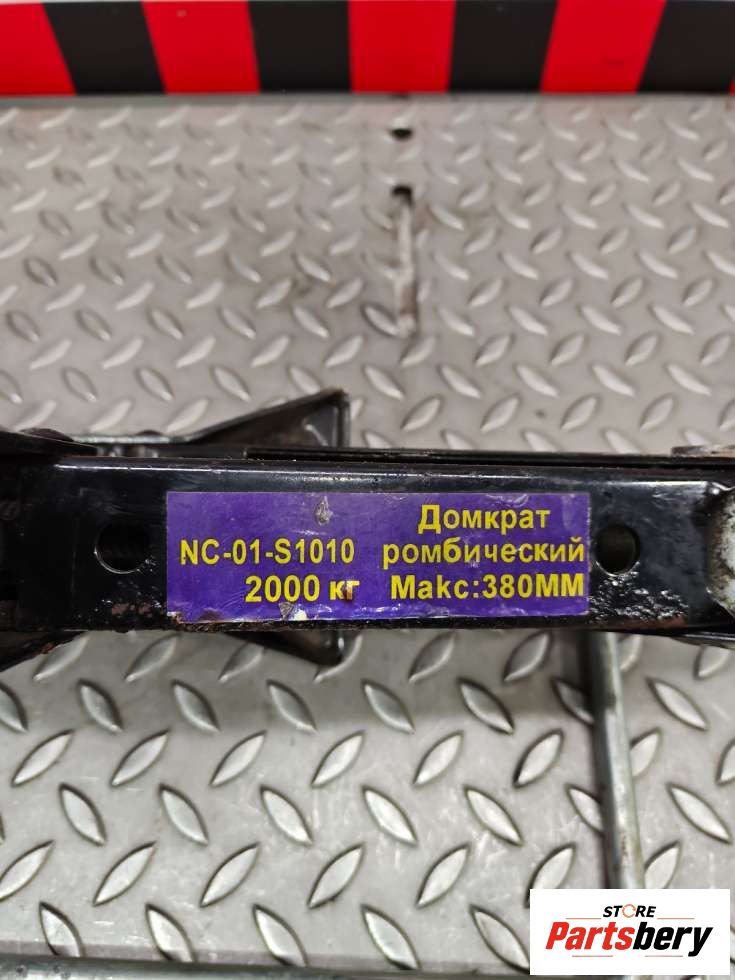 Домкрат
NC-01-S1010 ромбический
2000 кг Макс:380ММ
STORE
Partsbery